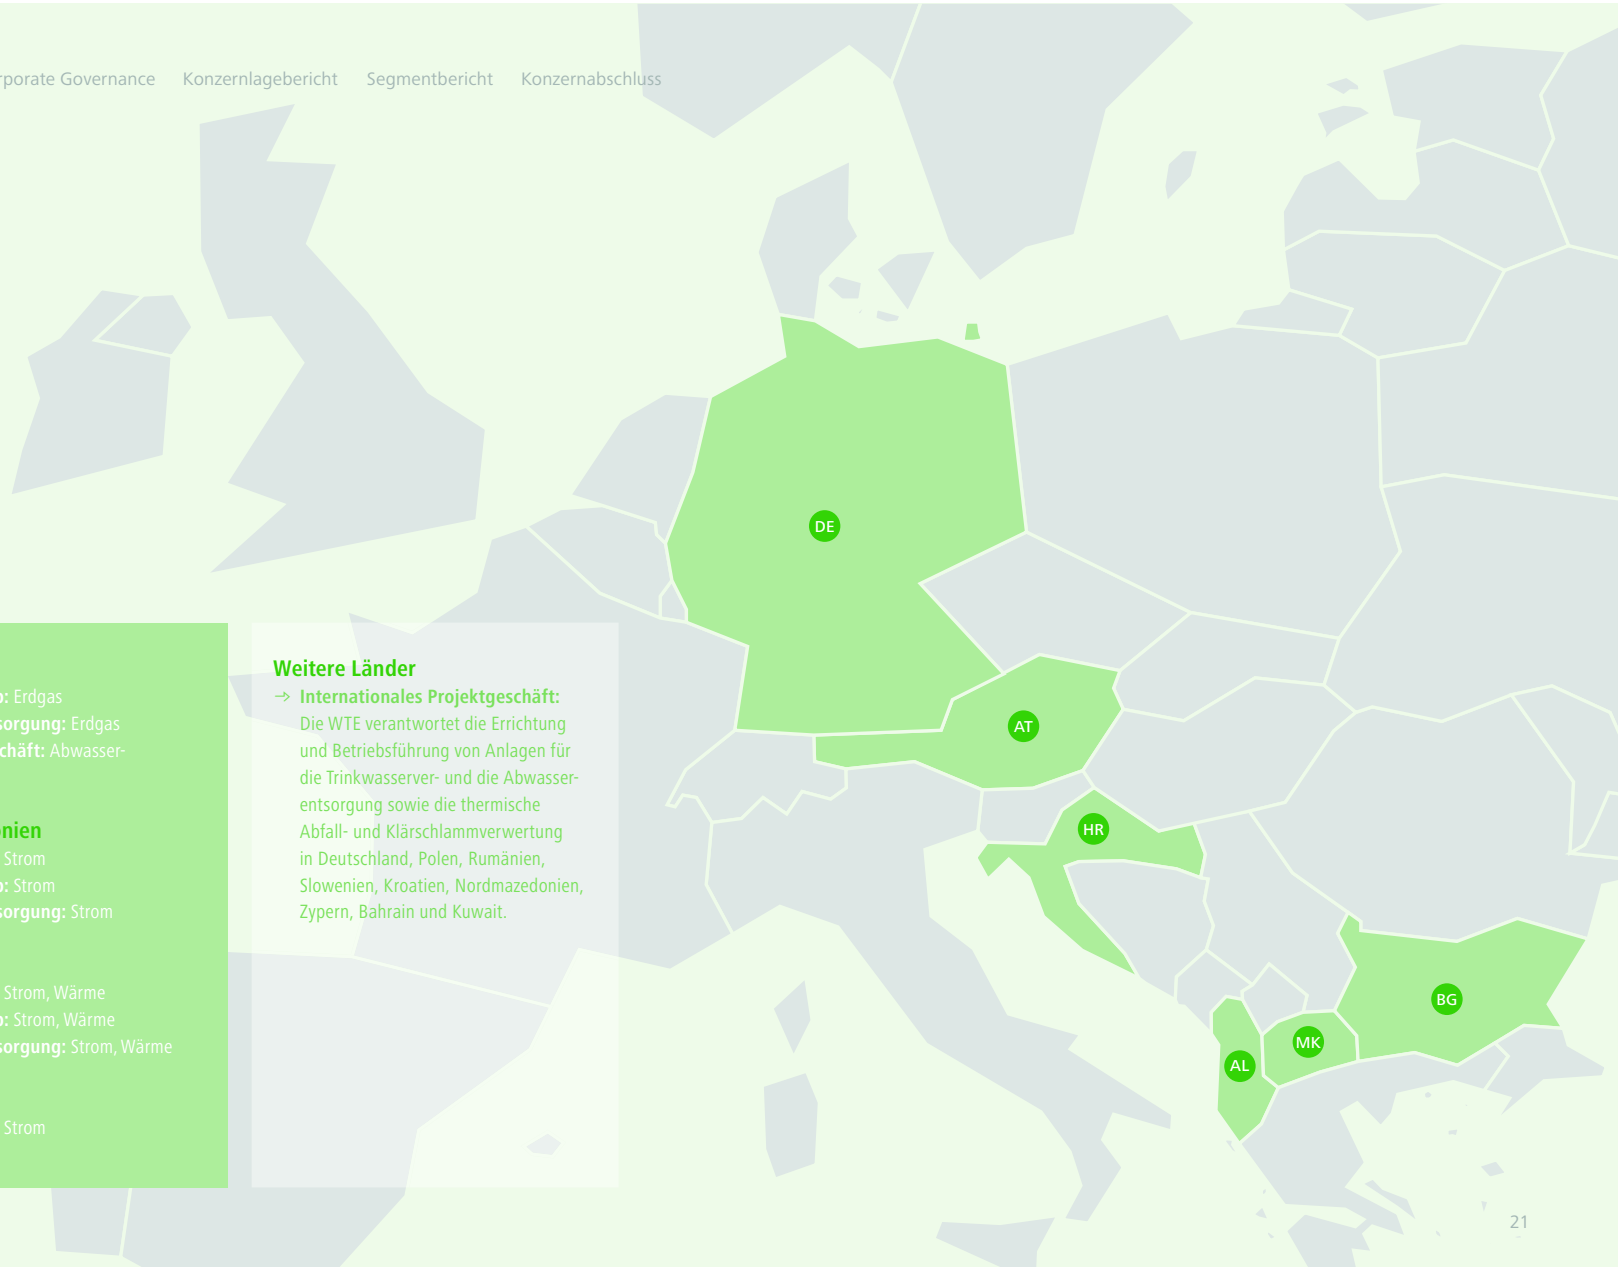 rporate Governance Konzernlagebericht Segmentbericht Konzernabschluss
: Erdgas
sorgung: Erdgas
chäft: Abwasser-
onien
Strom
: Strom
sorgung: Strom
Strom, Wärme
: Strom, Wärme
sorgung: Strom, Wärme
Strom
Weitere Länder
→ Internationales Projektgeschäft:
Die WTE verantwortet die Errichtung
und Betriebsführung von Anlagen für
die Trinkwasserver- und die Abwasser-
entsorgung sowie die thermische
Abfall- und Klärschlammverwertung
in Deutschland, Polen, Rumänien,
Slowenien, Kroatien, Nordmazedonien,
Zypern, Bahrain und Kuwait.
DE
AT
HR
BG
MK
AL
21